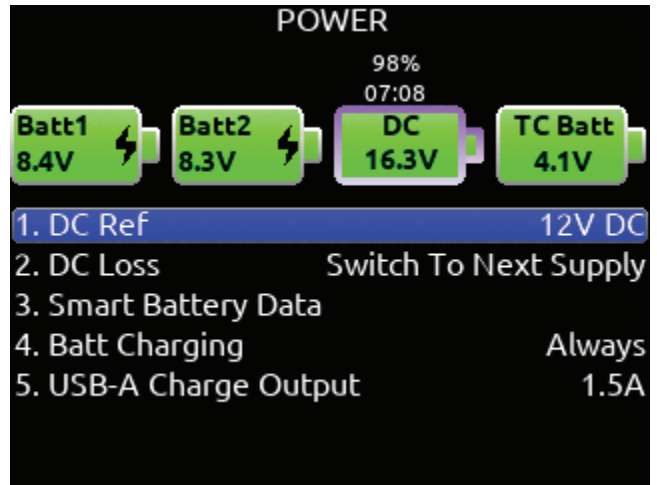 POWER
98%
07:08
Batt1
8.4V
Batt2
8.3V
DC
16.3V
TC Batt
4.1V
1. DC Ref 12V DC
2. DC Loss Switch To Next Supply
3. Smart Battery Data
4. Batt Charging Always
5. USB-A Charge Output 1.5A